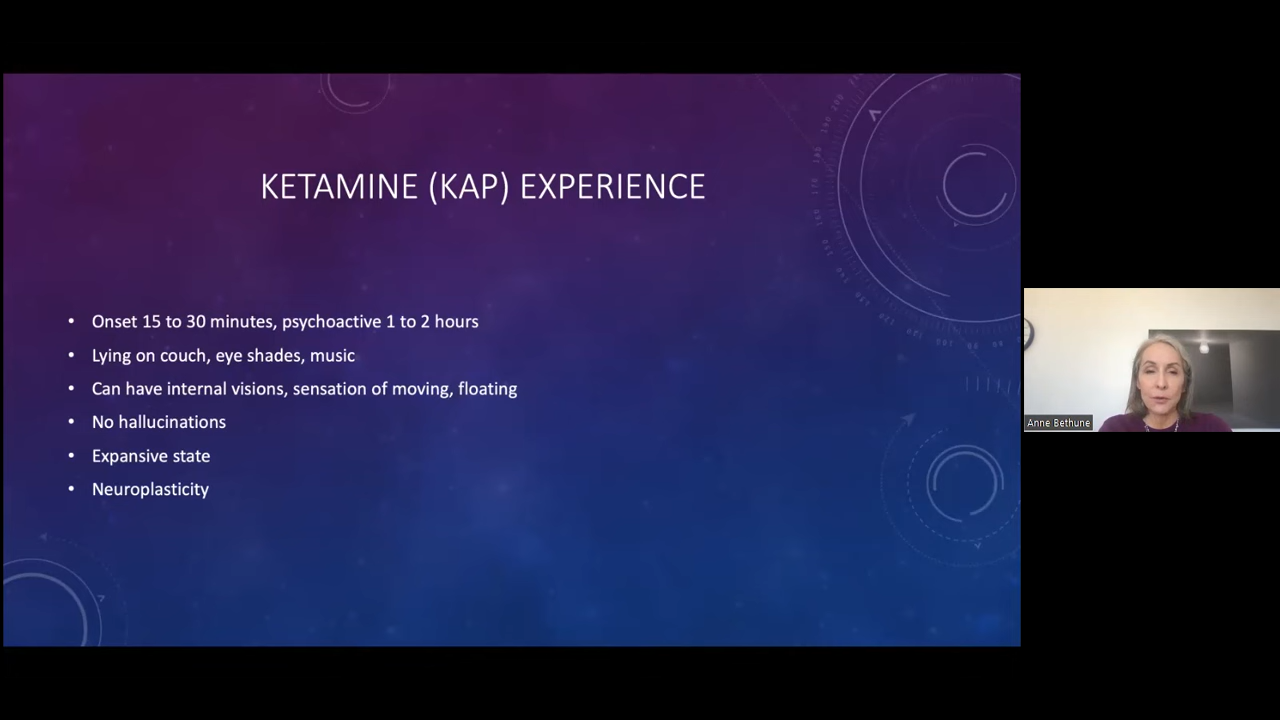 KETAMINE (KAP) EXPERIENCE
• Onset 15 to 30 minutes, psychoactive 1 to 2 hours
• Lying on couch, eye shades, music
• Can have internal visions, sensation of moving, floating
• No hallucinations
• Expansive state
• Neuroplasticity
Anne Bethune